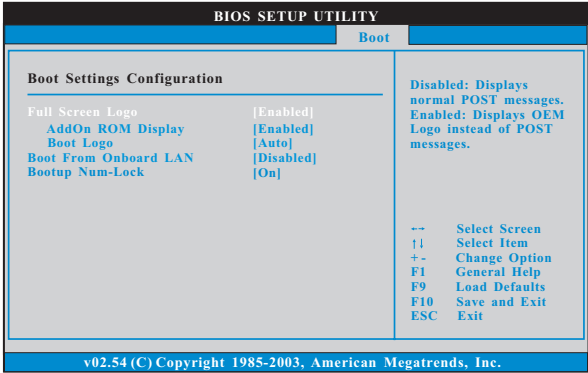 BIOS SETUP UTILITY
Boot
Boot Settings Configuration
Full Screen Logo [Enabled]
AddOn ROM Display [Enabled]
Boot Logo [Auto]
Boot From Onboard LAN [Disabled]
Bootup Num-Lock [On]
Disabled: Displays
normal POST messages.
Enabled: Displays OEM
Logo instead of POST
messages.
←→ Select Screen
↑↓ Select Item
+ - Change Option
F1 General Help
F9 Load Defaults
F10 Save and Exit
ESC Exit
v02.54 (C) Copyright 1985-2003, American Megatrends, Inc.